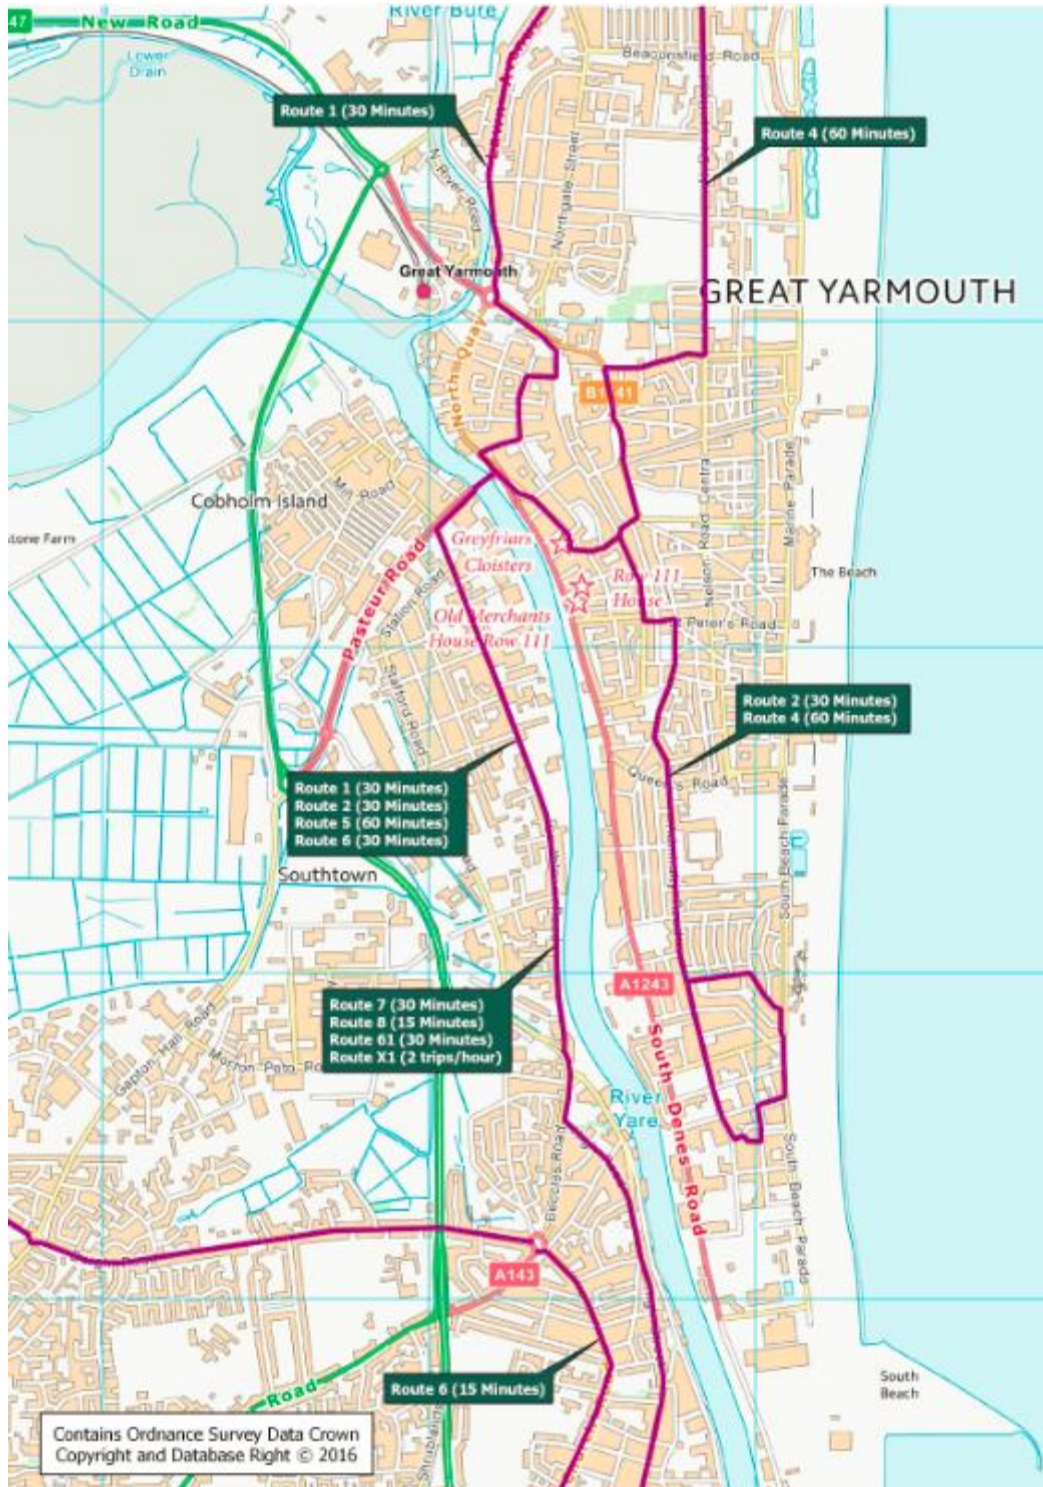 47
New Road
River Bure
Lower
Drain
Beaconsfield Road
Route 1 (30 Minutes)
Route 4 (60 Minutes)
N. River Road
Northgate Street
Great Yarmouth
GREAT YARMOUTH
North Quay
Mill Road
Cobholm Island
Nelson Road Central
Marine Parade
stone Farm
Pasteur Road
Station Road
Greyfriars
Cloisters
Row 111
House
The Beach
Old Merchants
House Row 111
t Peter's Road
Stafford Road
Route 2 (30 Minutes)
Route 4 (60 Minutes)
Queen's Road
Route 1 (30 Minutes)
Route 2 (30 Minutes)
Route 5 (60 Minutes)
Route 6 (30 Minutes)
South Beach Parade
Southtown
A1243
Route 7 (30 Minutes)
Route 8 (15 Minutes)
Route 61 (30 Minutes)
Route X1 (2 trips/hour)
Gapton Hall Road
Morton Peto Ro
South Denes Road
River
Yare
Beccles Road
South Beach Parade
A143
Road
Route 6 (15 Minutes)
South
Beach
Contains Ordnance Survey Data Crown
Copyright and Database Right © 2016